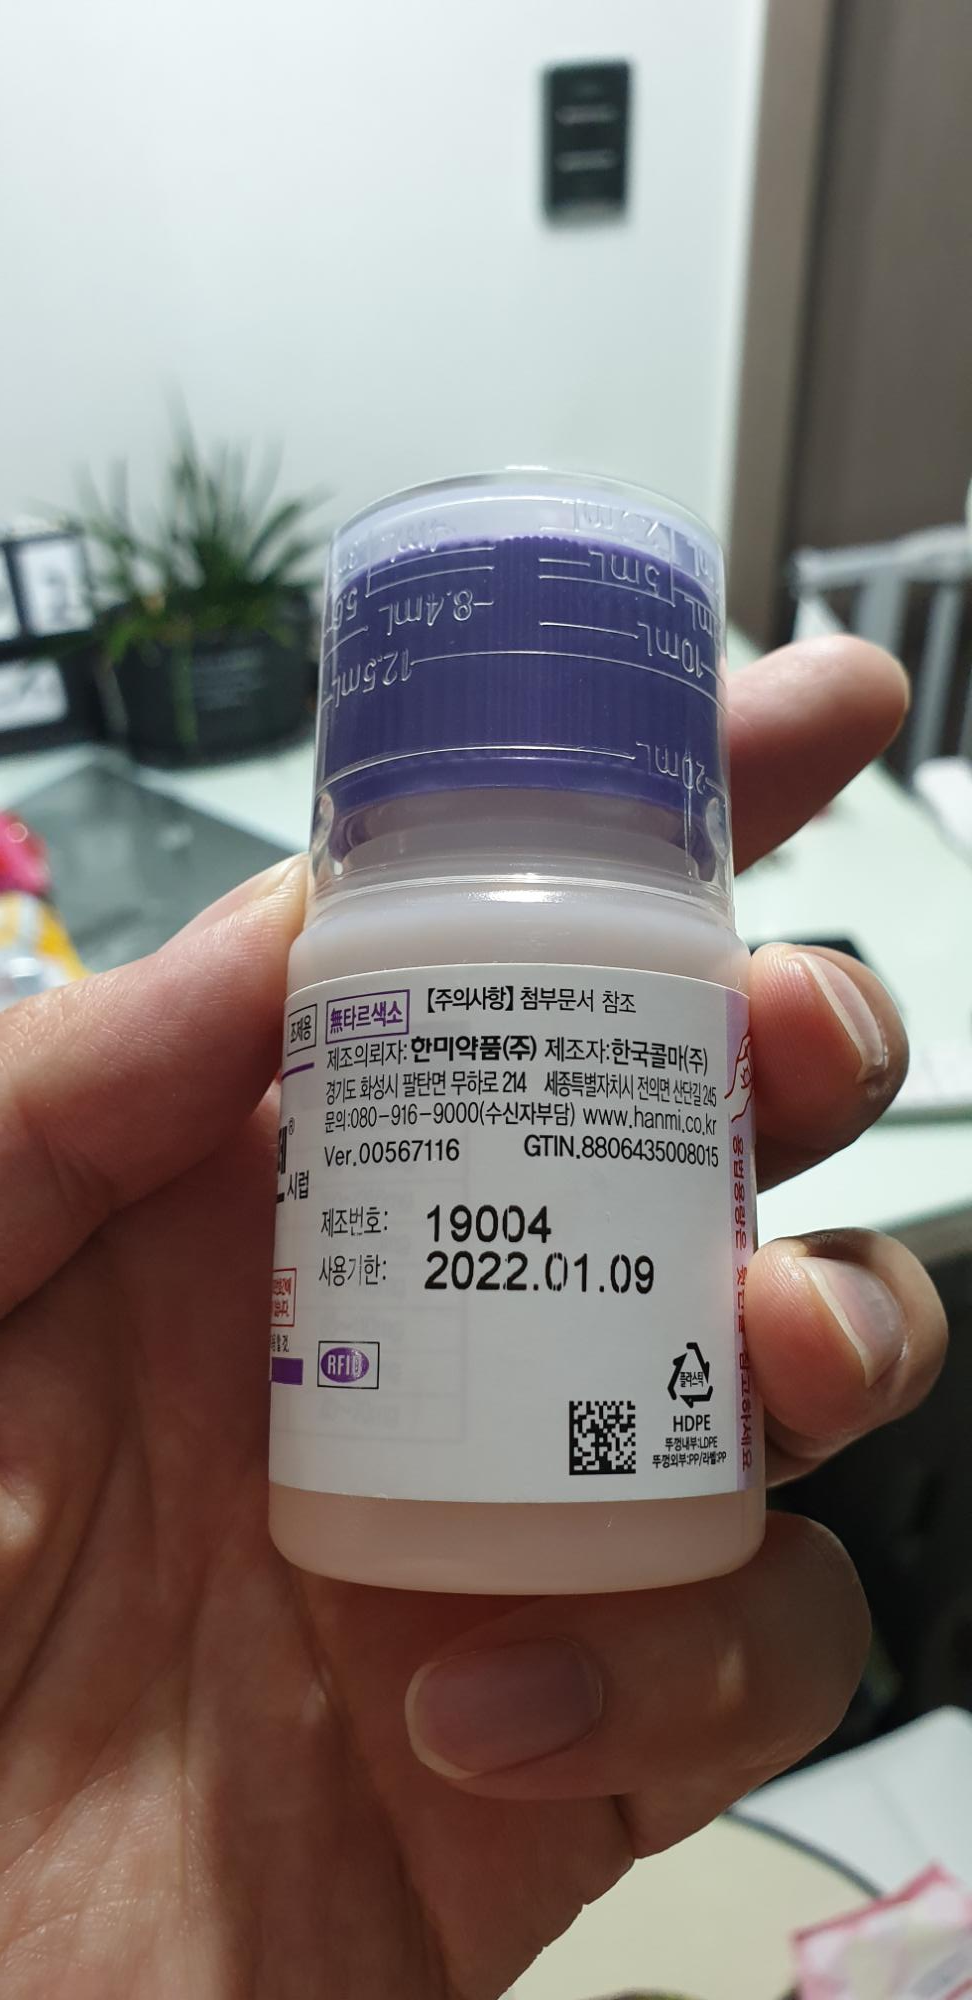 4mL
5mL
8.4mL
10mL
12.5mL
20mL
조제용
無타르색소
【주의사항】 첨부문서 참조
제조의뢰자: 한미약품(주) 제조자: 한국콜마(주)
경기도 화성시 팔탄면 무하로 214 세종특별자치시 전의면 산단길 245
문의:080-916-9000(수신자부담) www.hanmi.co.kr
Ver.00567116 GTIN.8806435008015
시럽
제조번호: 19004
사용기한: 2022.01.09
RFID
플라스틱
HDPE
뚜껑내부:LDPE
뚜껑외부:PP/라벨:PP
용법용량은